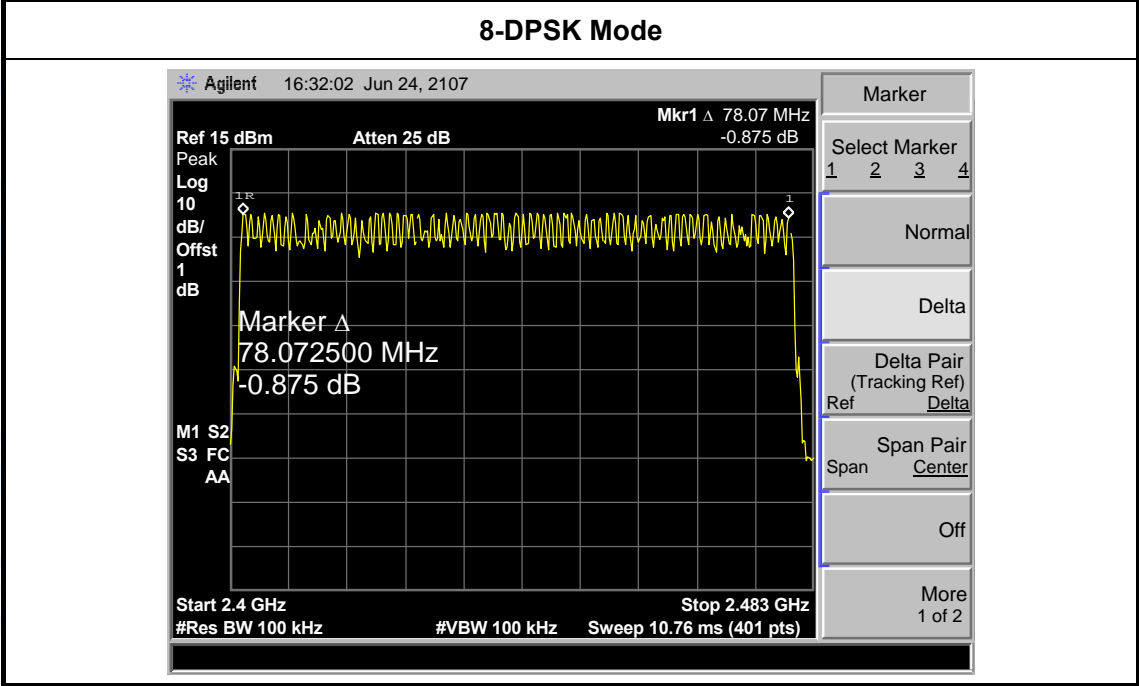 8-DPSK Mode
Agilent 16:32:02 Jun 24, 2107
Mkr1 Δ 78.07 MHz
Ref 15 dBm Atten 25 dB -0.875 dB
Peak
Log
10
dB/
Offst
1
dB
1R
1
Marker Δ
78.072500 MHz
-0.875 dB
M1 S2
S3 FC
AA
Start 2.4 GHz Stop 2.483 GHz
#Res BW 100 kHz #VBW 100 kHz Sweep 10.76 ms (401 pts)
Marker
Select Marker
1 2 3 4
Normal
Delta
Delta Pair
(Tracking Ref)
Ref Delta
Span Pair
Span Center
Off
More
1 of 2